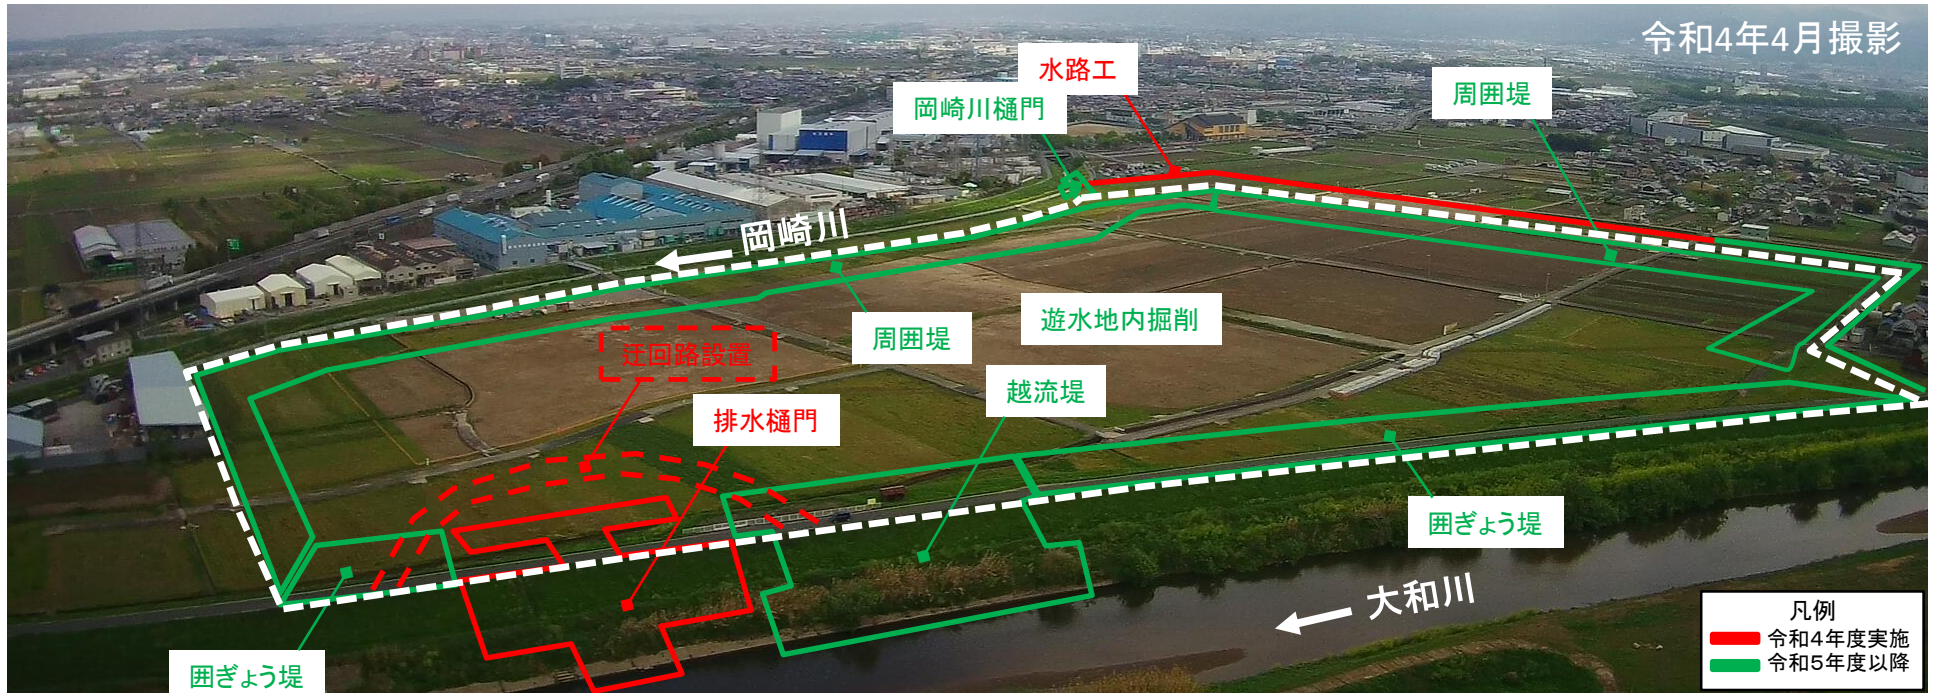 令和4年4月撮影
水路工
岡崎川樋門
周囲堤
岡崎川
遊水地内掘削
周囲堤
迂回路設置
越流堤
排水樋門
囲ぎょう堤
大和川
囲ぎょう堤
凡例
令和4年度実施
令和5年度以降